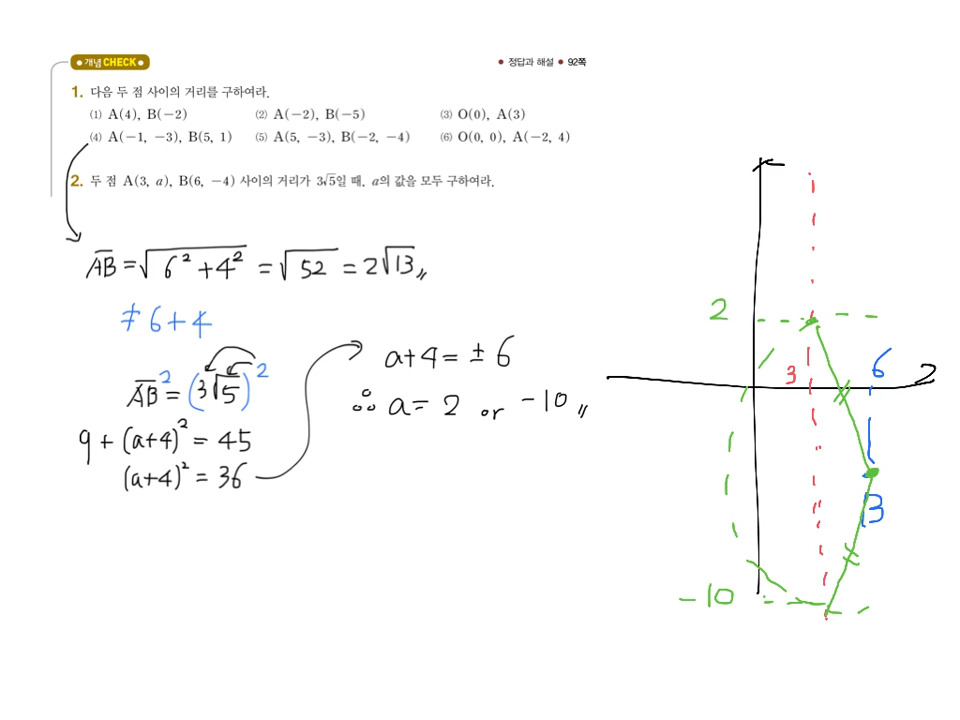 개념 CHECK
정답과 해설 ● 92쪽
1. 다음 두 점 사이의 거리를 구하여라.
(1) A(4), B(−2) (2) A(−2), B(−5) (3) O(0), A(3)
(4) A(−1, −3), B(5, 1) (5) A(5, −3), B(−2, −4) (6) O(0, 0), A(−2, 4)
2. 두 점 A(3, a), B(6, −4) 사이의 거리가 3√5일 때, a의 값을 모두 구하여라.
AB = √(6² + 4²) = √52 = 2√13
≠ 6 + 4
AB² = (3√5)²
9 + (a+4)² = 45
(a+4)² = 36
a+4 = ± 6
∴ a = 2 or −10
2
3
6
2
B
−10